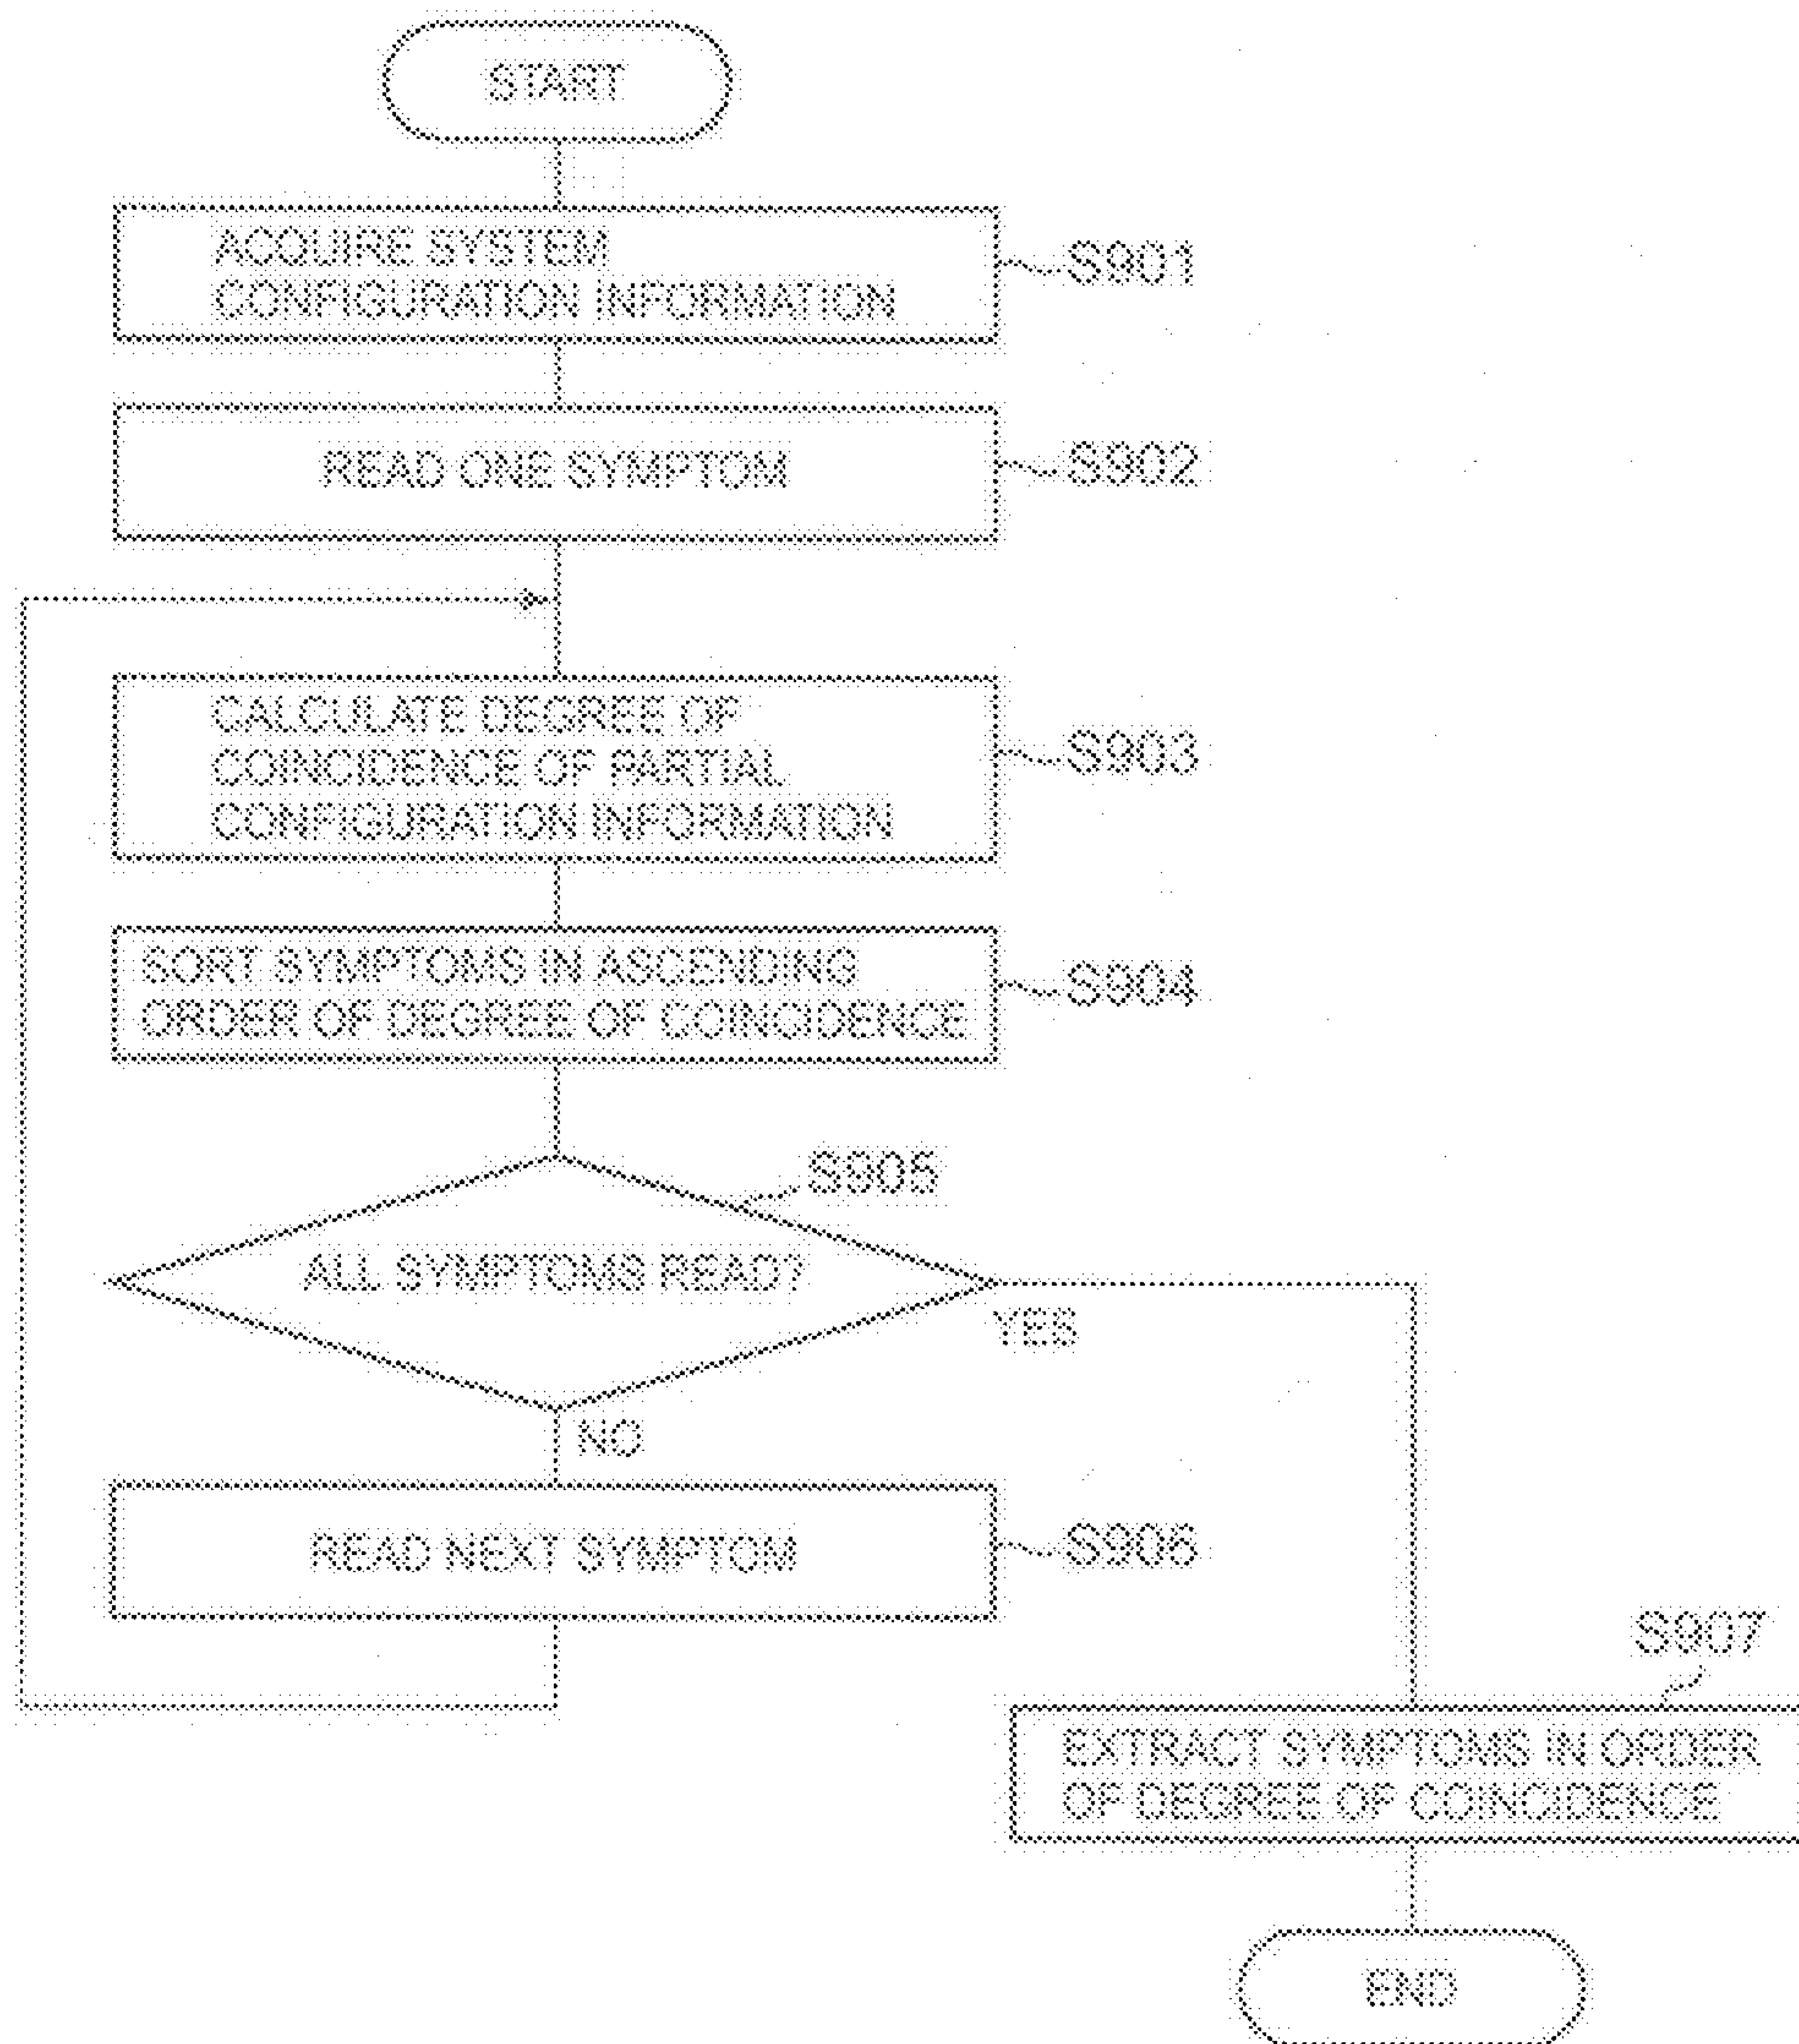 START
ACQUIRE SYSTEM
CONFIGURATION INFORMATION
S901
READ ONE SYMPTOM
S902
CALCULATE DEGREE OF
COINCIDENCE OF PARTIAL
CONFIGURATION INFORMATION
S903
SORT SYMPTOMS IN ASCENDING
ORDER OF DEGREE OF COINCIDENCE
S904
S905
ALL SYMPTOMS READ?
YES
NO
READ NEXT SYMPTOM
S906
S907
EXTRACT SYMPTOMS IN ORDER
OF DEGREE OF COINCIDENCE
END